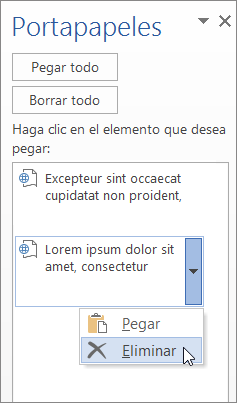 Portapapeles
Pegar todo
Borrar todo
Haga clic en el elemento que desea
pegar:
Excepteur sint occaecat
cupidatat non proident,
Lorem ipsum dolor sit
amet, consectetur
Pegar
Eliminar